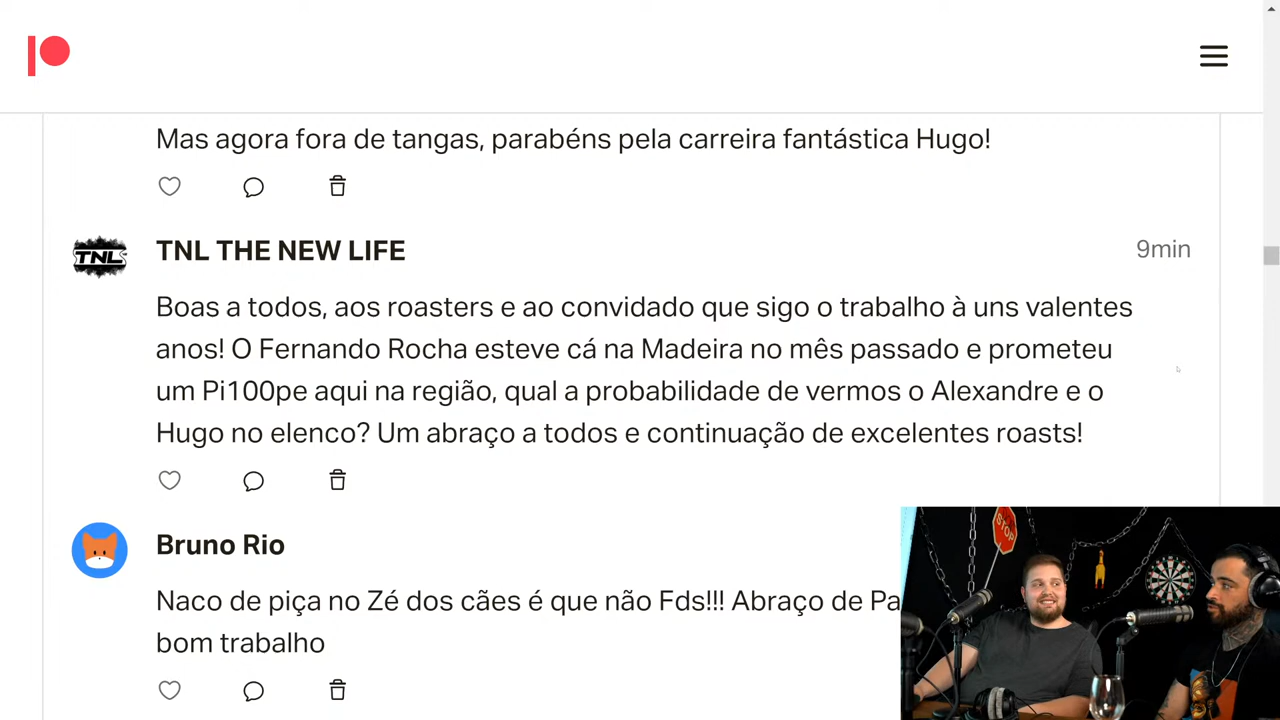 Mas agora fora de tangas, parabéns pela carreira fantástica Hugo!
TNL
TNL THE NEW LIFE
9min
Boas a todos, aos roasters e ao convidado que sigo o trabalho à uns valentes
anos! O Fernando Rocha esteve cá na Madeira no mês passado e prometeu
um Pi100pe aqui na região, qual a probabilidade de vermos o Alexandre e o
Hugo no elenco? Um abraço a todos e continuação de excelentes roasts!
Bruno Rio
Naco de piça no Zé dos cães é que não Fds!!! Abraço de Pa
bom trabalho
STOP